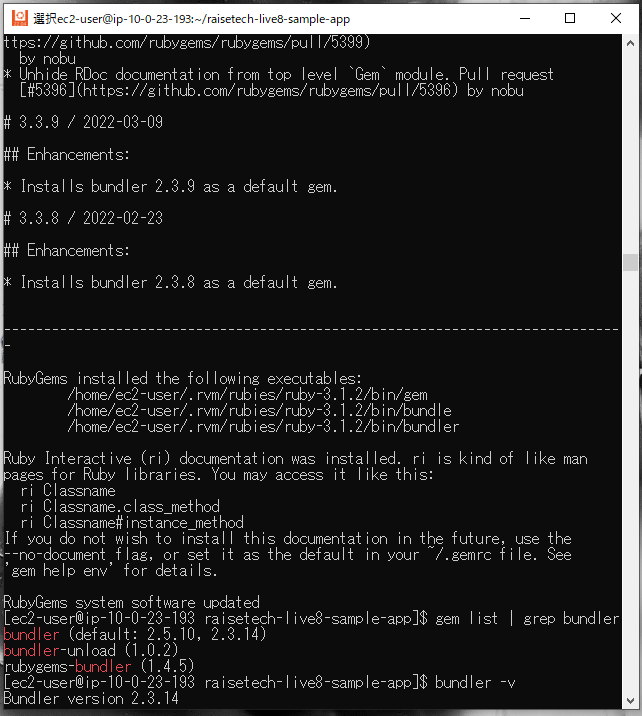 選択ec2-user@ip-10-0-23-193:~/raisetech-live8-sample-app
ttps://github.com/rubygems/rubygems/pull/5399)
  by nobu
* Unhide RDoc documentation from top level `Gem` module. Pull request
  [#5396](https://github.com/rubygems/rubygems/pull/5396) by nobu

# 3.3.9 / 2022-03-09

## Enhancements:

* Installs bundler 2.3.9 as a default gem.

# 3.3.8 / 2022-02-23

## Enhancements:

* Installs bundler 2.3.8 as a default gem.


-----------------------------------------------------------------------------
-

RubyGems installed the following executables:
        /home/ec2-user/.rvm/rubies/ruby-3.1.2/bin/gem
        /home/ec2-user/.rvm/rubies/ruby-3.1.2/bin/bundle
        /home/ec2-user/.rvm/rubies/ruby-3.1.2/bin/bundler

Ruby Interactive (ri) documentation was installed. ri is kind of like man
pages for Ruby libraries. You may access it like this:
  ri Classname
  ri Classname.class_method
  ri Classname#instance_method
If you do not wish to install this documentation in the future, use the
--no-document flag, or set it as the default in your ~/.gemrc file. See
'gem help env' for details.

RubyGems system software updated
[ec2-user@ip-10-0-23-193 raisetech-live8-sample-app]$ gem list | grep bundler
bundler (default: 2.5.10, 2.3.14)
bundler-unload (1.0.2)
rubygems-bundler (1.4.5)
[ec2-user@ip-10-0-23-193 raisetech-live8-sample-app]$ bundler -v
Bundler version 2.3.14